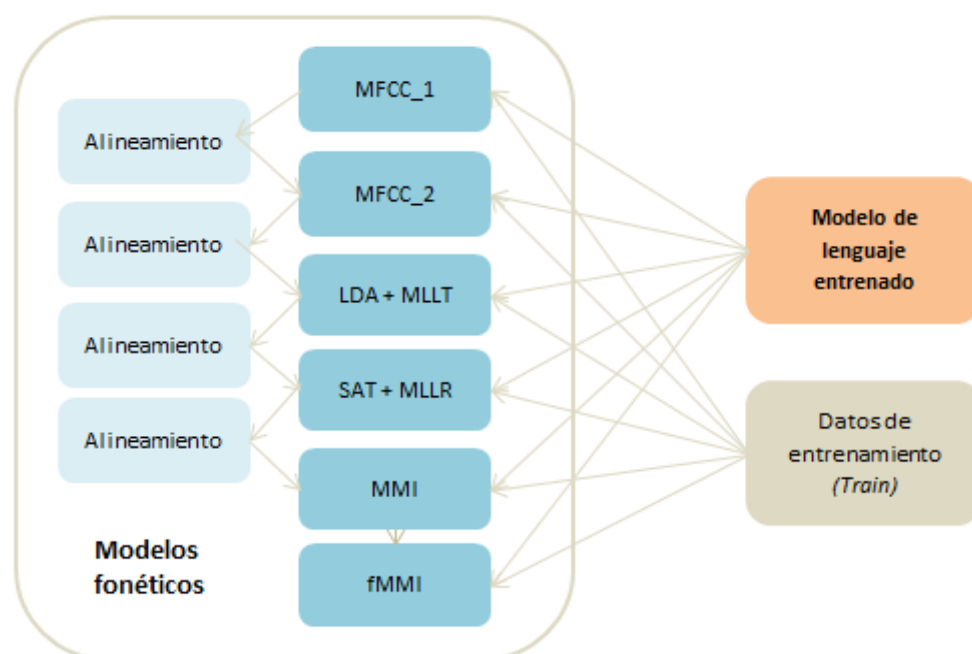 MFCC_1
Alineamiento
MFCC_2
Alineamiento
LDA + MLLT
Alineamiento
SAT + MLLR
Alineamiento
MMI
fMMI
Modelos
fonéticos
Modelo de
lenguaje
entrenado
Datos de
entrenamiento
(Train)